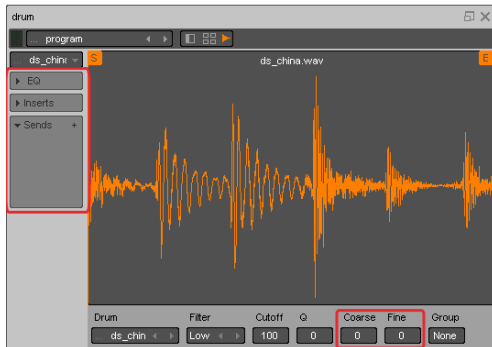 drum
... program
... ds_chinε
S
ds_china.wav
E
EQ
Inserts
Sends +
Drum Filter Cutoff Q Coarse Fine Group
... ds_chin Low 100 0 0 0 None